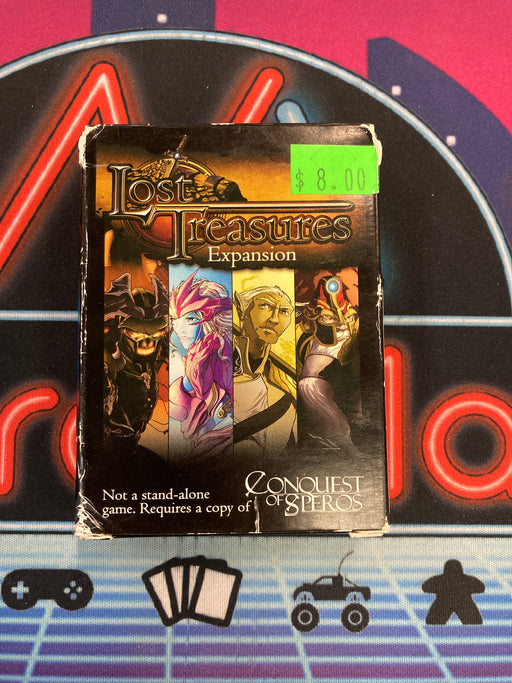 $ 8.00
Lost
Treasures
Expansion
Not a stand-alone
game. Requires a copy of
CONQUEST
OF SPEROS